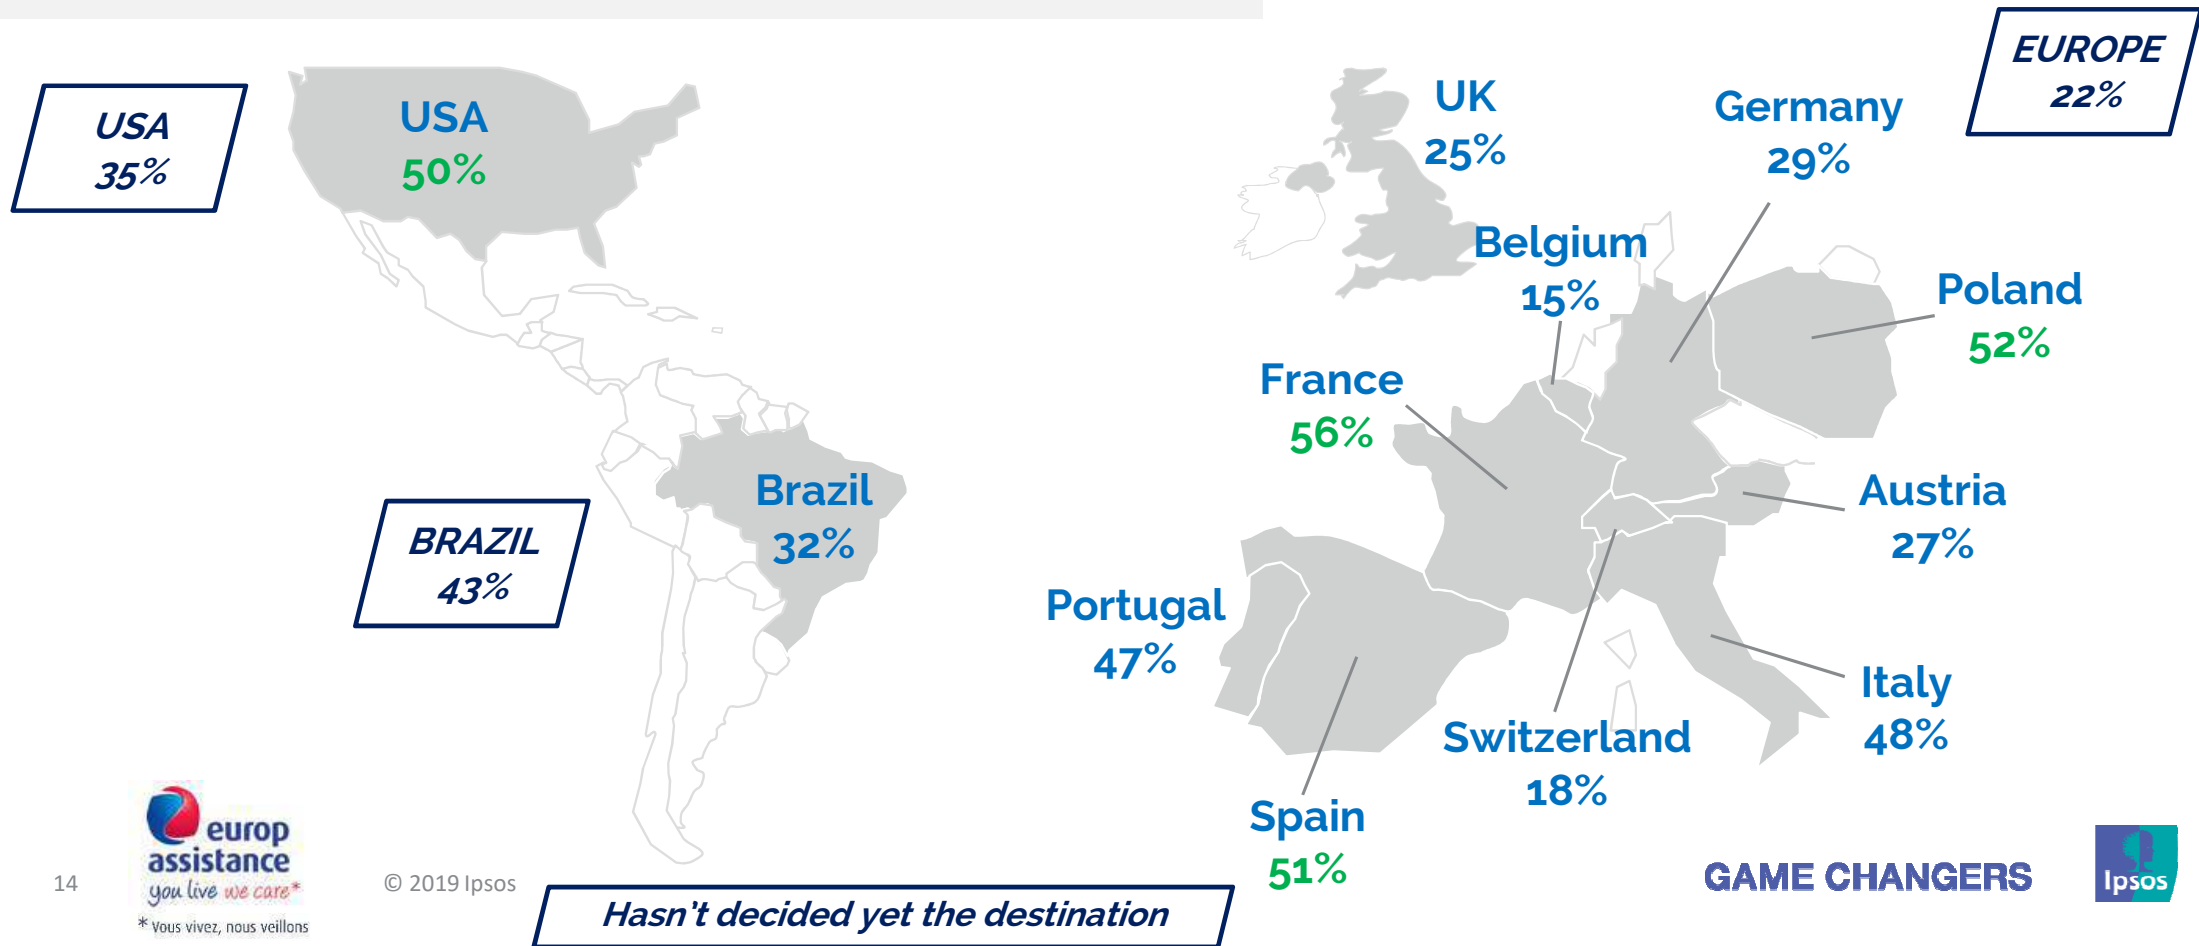 EUROPE
22%
USA
35%
USA
50%
UK
25%
Germany
29%
Belgium
15%
Poland
52%
France
56%
Brazil
32%
Austria
27%
BRAZIL
43%
Portugal
47%
Italy
48%
Switzerland
18%
Spain
51%
europ
assistance
you live we care*
* Vous vivez, nous veillons
14
© 2019 Ipsos
Hasn't decided yet the destination
GAME CHANGERS
Ipsos